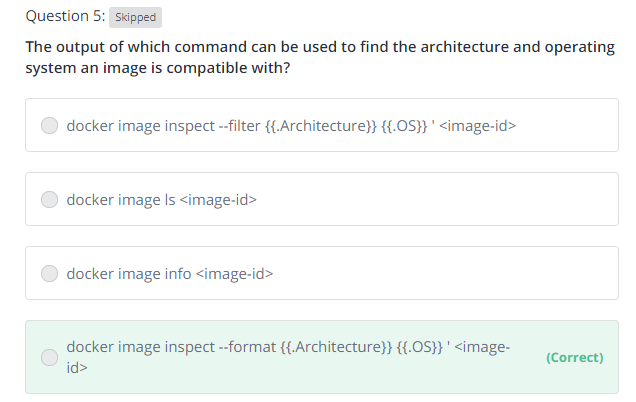 Question 5: Skipped
The output of which command can be used to find the architecture and operating
system an image is compatible with?
docker image inspect --filter {{.Architecture}} {{.OS}} ' <image-id>
docker image ls <image-id>
docker image info <image-id>
docker image inspect --format {{.Architecture}} {{.OS}} ' <image-
id>
(Correct)